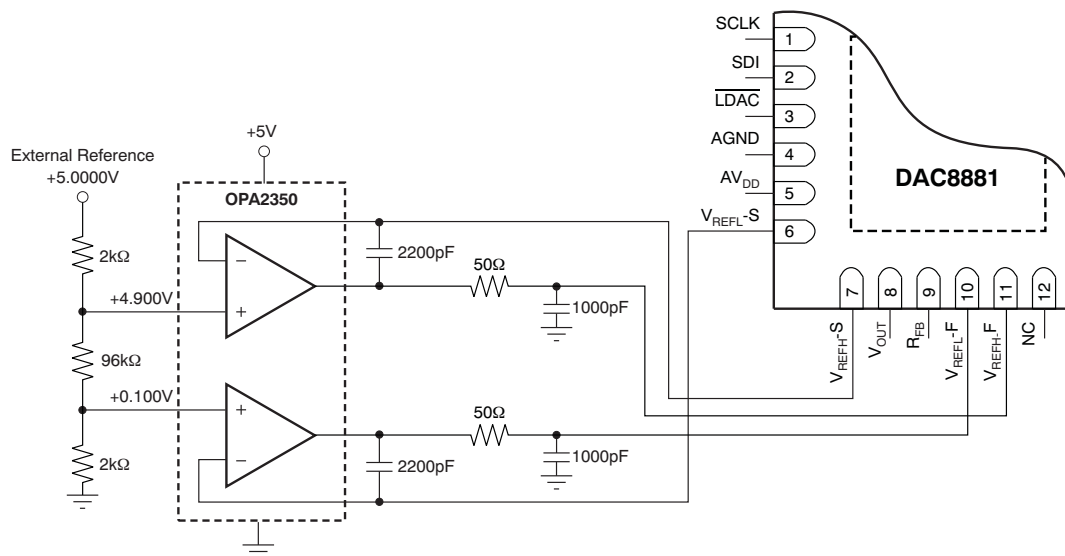 SCLK
1
SDI
2
LDAC
3
AGND
4
AVDD
5
VREFL-S
6
DAC8881
+5V
External Reference
+5.0000V
OPA2350
2kΩ
−
2200pF
50Ω
+4.900V
+
1000pF
7
8
9
10
11
12
VREFH-S
VOUT
RFB
VREFL-F
VREFH-F
NC
96kΩ
+0.100V
+
50Ω
−
2200pF
1000pF
2kΩ